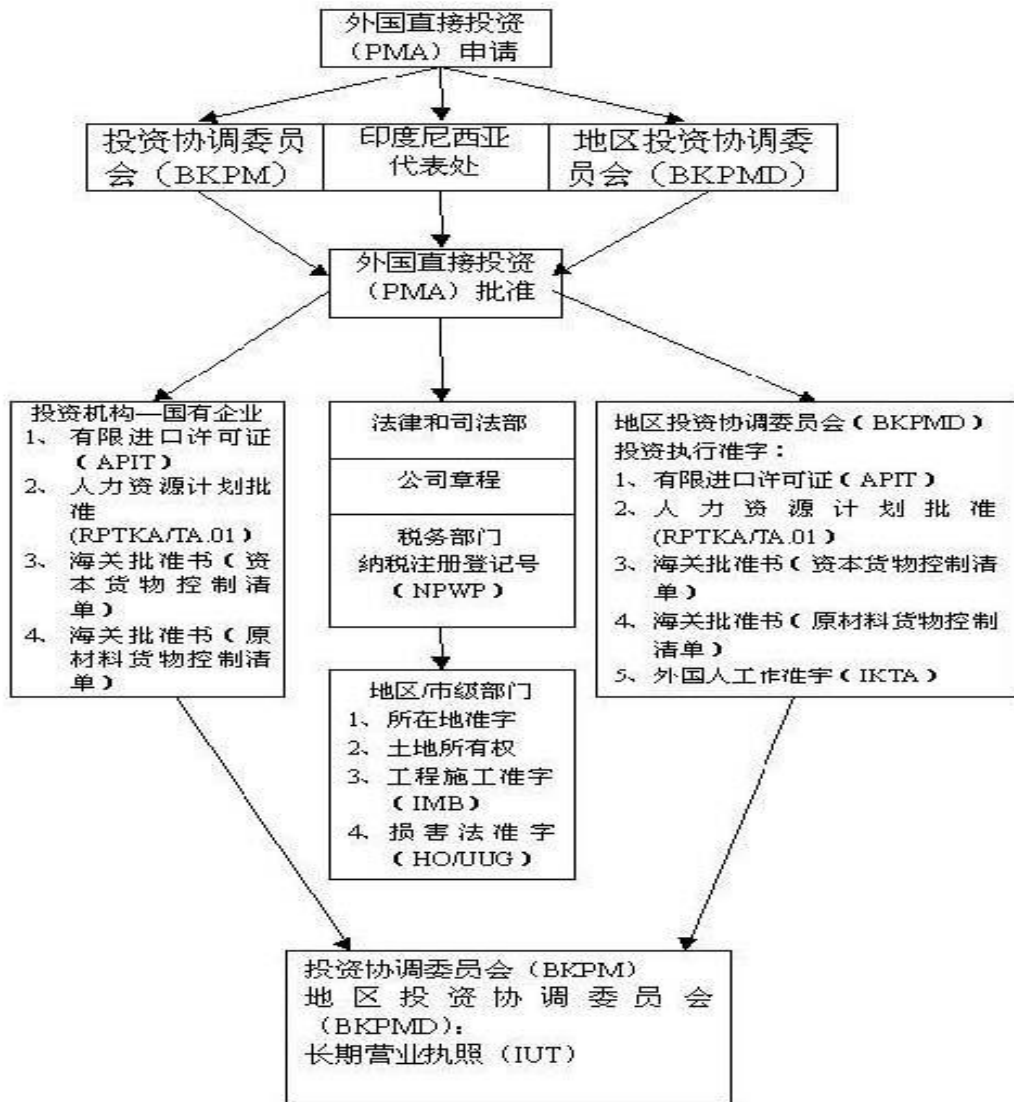 外国直接投资
（PMA）申请
投资协调委员
会（BKPM）
印度尼西亚
代表处
地区投资协调委
员会（BKPMD）
外国直接投资
（PMA）批准
投资机构—国有企业
1、有限进口许可证
（APIT）
2、人力资源计划批
准
(RPTKA/TA.01)
3、海关批准书（资
本货物控制清
单）
4、海关批准书（原
材料货物控制清
单）
法律和司法部
公司章程
税务部门
纳税注册登记号
（NPWP）
地区/市级部门
1、所在地准字
2、土地所有权
3、工程施工准字
（IMB）
4、损害法准字
（HO/UUG）
地区投资协调委员会（BKPMD）
投资执行准字：
1、有限进口许可证（APIT）
2、人力资源计划批准
(RPTKA/TA.01)
3、海关批准书（资本货物控制清
单）
4、海关批准书（原材料货物控制
清单）
5、外国人工作准字（IKTA）
投资协调委员会（BKPM）
地区投资协调委员会
（BKPMD）：
长期营业执照（IUT）